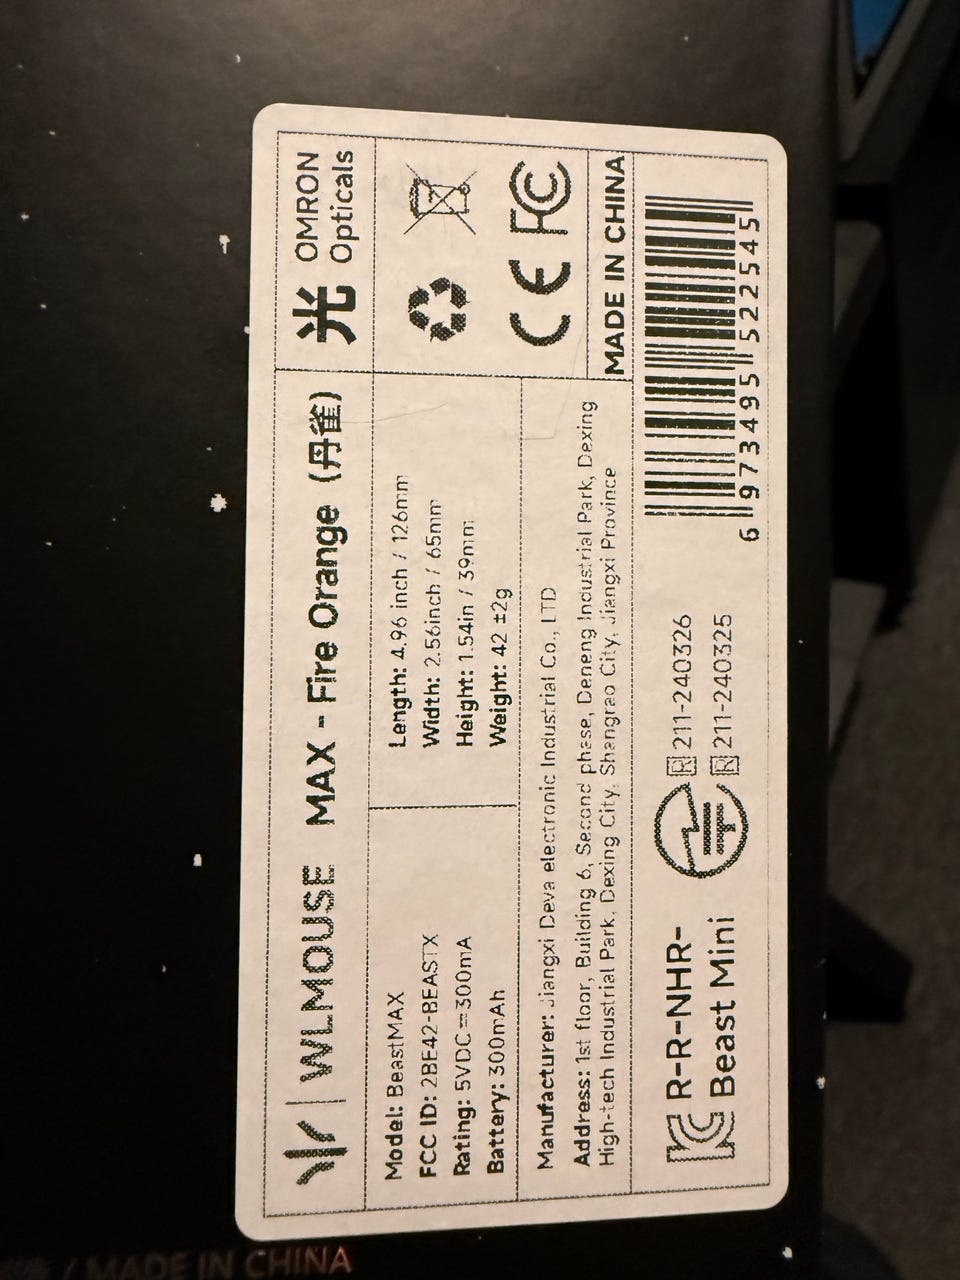 WLMOUSE MAX - Fire Orange (丹雀)
光 OMRON
Opticals
Model: BeastMAX
FCC ID: 2BE42-BEASTX
Rating: 5VDC⎓300mA
Battery: 300mAh
Length: 4.96 inch / 126mm
Width: 2.56inch / 65mm
Height: 1.54in / 39mm
Weight: 42 ±2g
CE FC
Manufacturer: Jiangxi Deva electronic Industrial Co., LTD
Address: 1st floor, Building 6, Second phase, Deneng Industrial Park, Dexing
High-tech Industrial Park, Dexing City, Shangrao City, Jiangxi Province
MADE IN CHINA
R-R-NHR-
Beast Mini
R 211-240326
R 211-240325
6 973495 522545
/ MADE IN CHINA